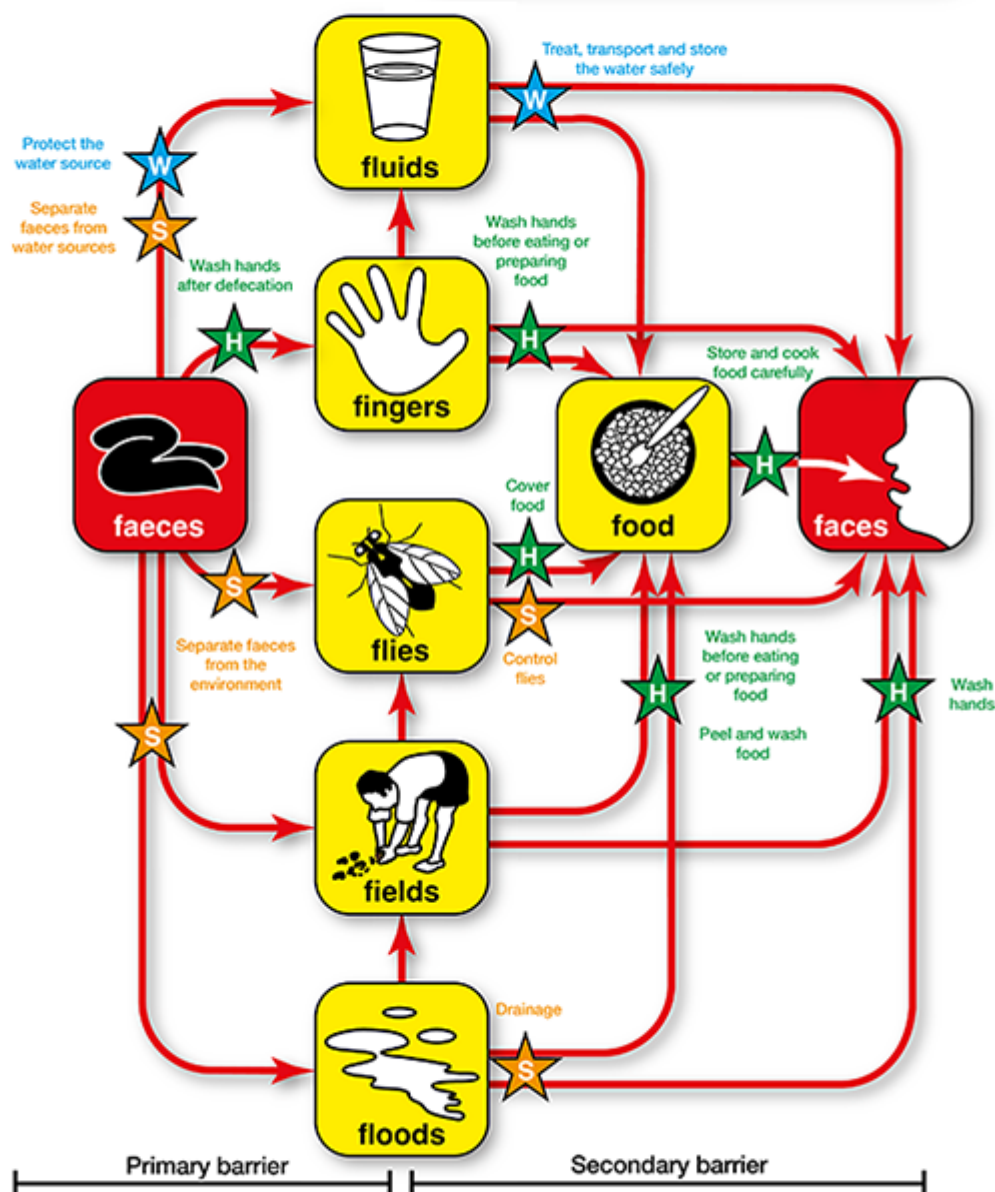 Treat, transport and store
the water safely
W
fluids
Protect the
water source
W
Separate
faeces from
water sources
S
Wash hands
after defecation
H
Wash hands
before eating or
preparing
food
H
fingers
Store and cook
food carefully
H
faeces
food
faces
Cover
food
H
S
flies
S
Control
flies
Separate faeces
from the
environment
S
Wash hands
before eating
or preparing
food
H
Peel and wash
food
H
Wash
hands
fields
Drainage
S
floods
Primary barrier
Secondary barrier